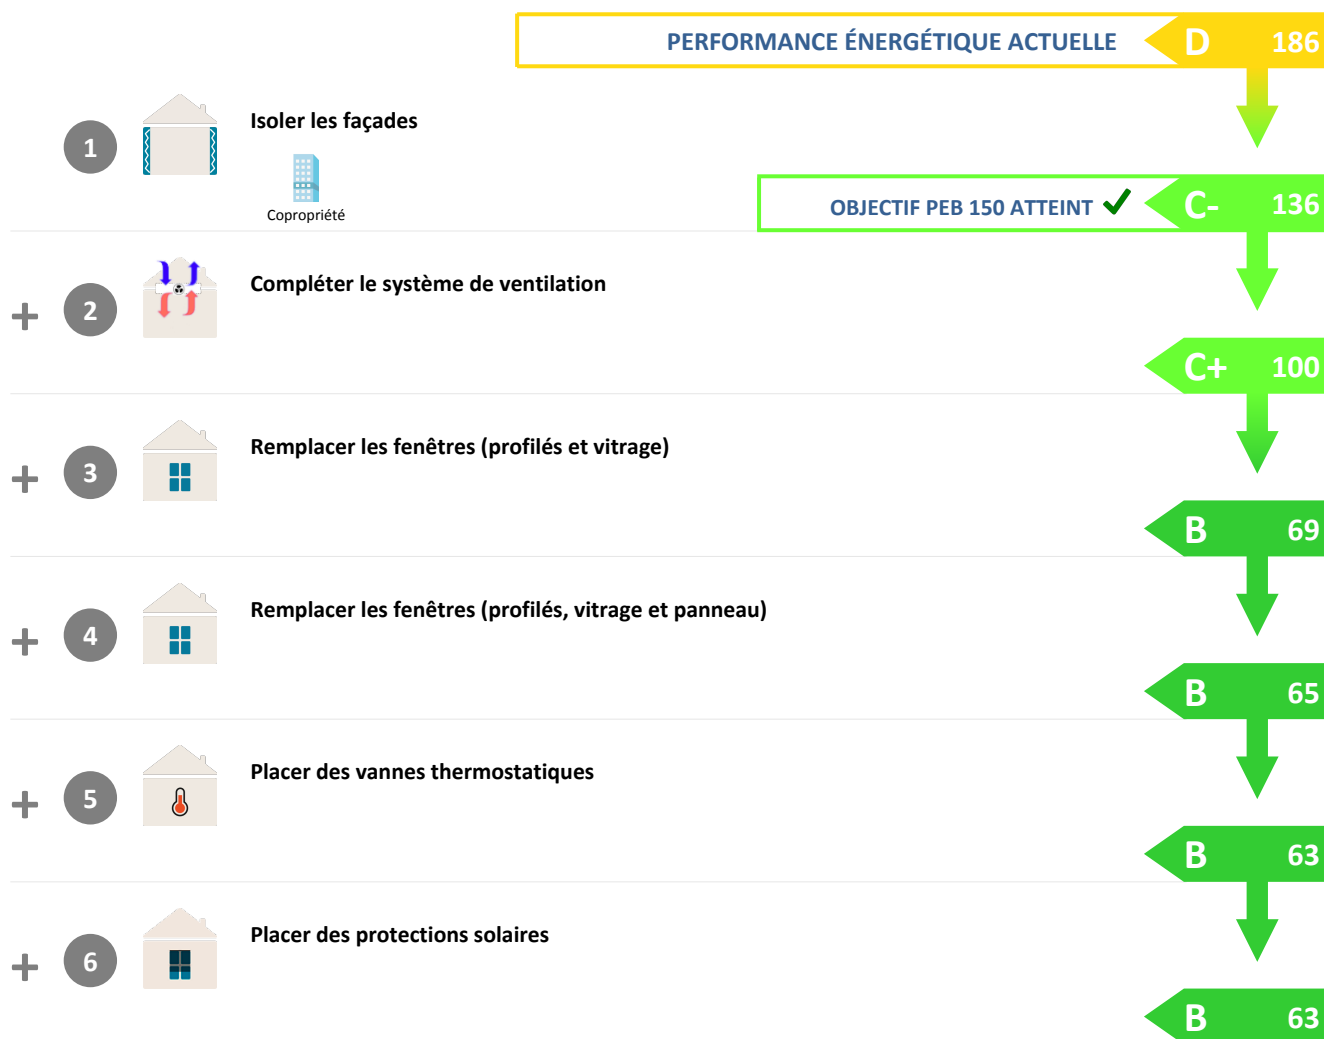 PERFORMANCE ÉNERGÉTIQUE ACTUELLE D 186
1 Isoler les façades
Copropriété
OBJECTIF PEB 150 ATTEINT ✓ C- 136
+ 2 Compléter le système de ventilation
C+ 100
+ 3 Remplacer les fenêtres (profilés et vitrage)
B 69
+ 4 Remplacer les fenêtres (profilés, vitrage et panneau)
B 65
+ 5 Placer des vannes thermostatiques
B 63
+ 6 Placer des protections solaires
B 63